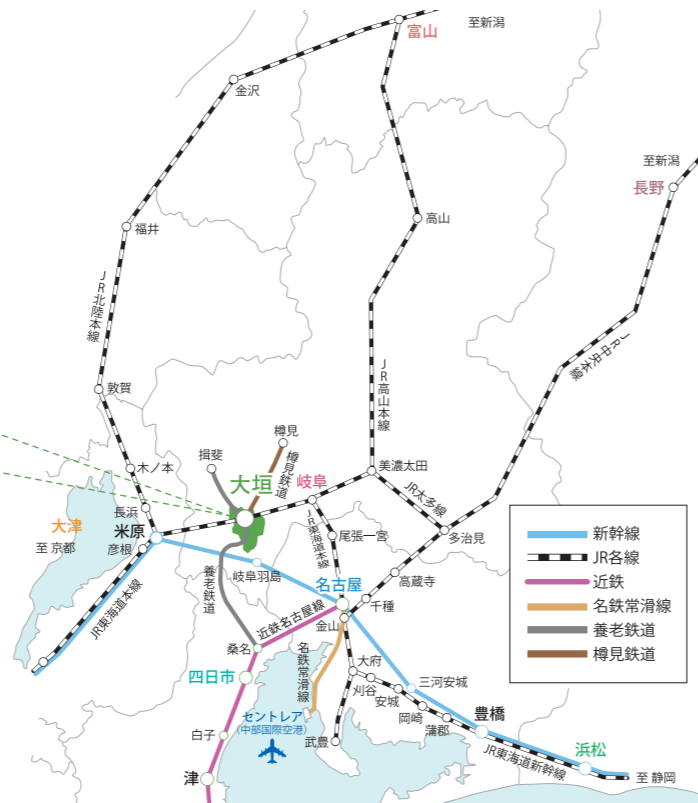 富山
至新潟
金沢
至新潟
長野
高山
福井
JR北陸本線
JR中央本線
JR高山本線
敦賀
樽見
揖斐
樽見鉄道
木ノ本
大垣
岐阜
美濃太田
JR太多線
長浜
大津
米原
至 京都
彦根
JR東海道本線
尾張一宮
多治見
新幹線
JR各線
近鉄
名鉄常滑線
養老鉄道
樽見鉄道
岐阜羽島
高蔵寺
名古屋
養老鉄道
千種
JR東海道本線
近鉄名古屋線
金山
桑名
名鉄常滑線
大府
四日市
刈谷
安城
三河安城
岡崎
蒲郡
豊橋
セントレア
(中部国際空港)
白子
武豊
JR東海道新幹線
浜松
津
至 静岡